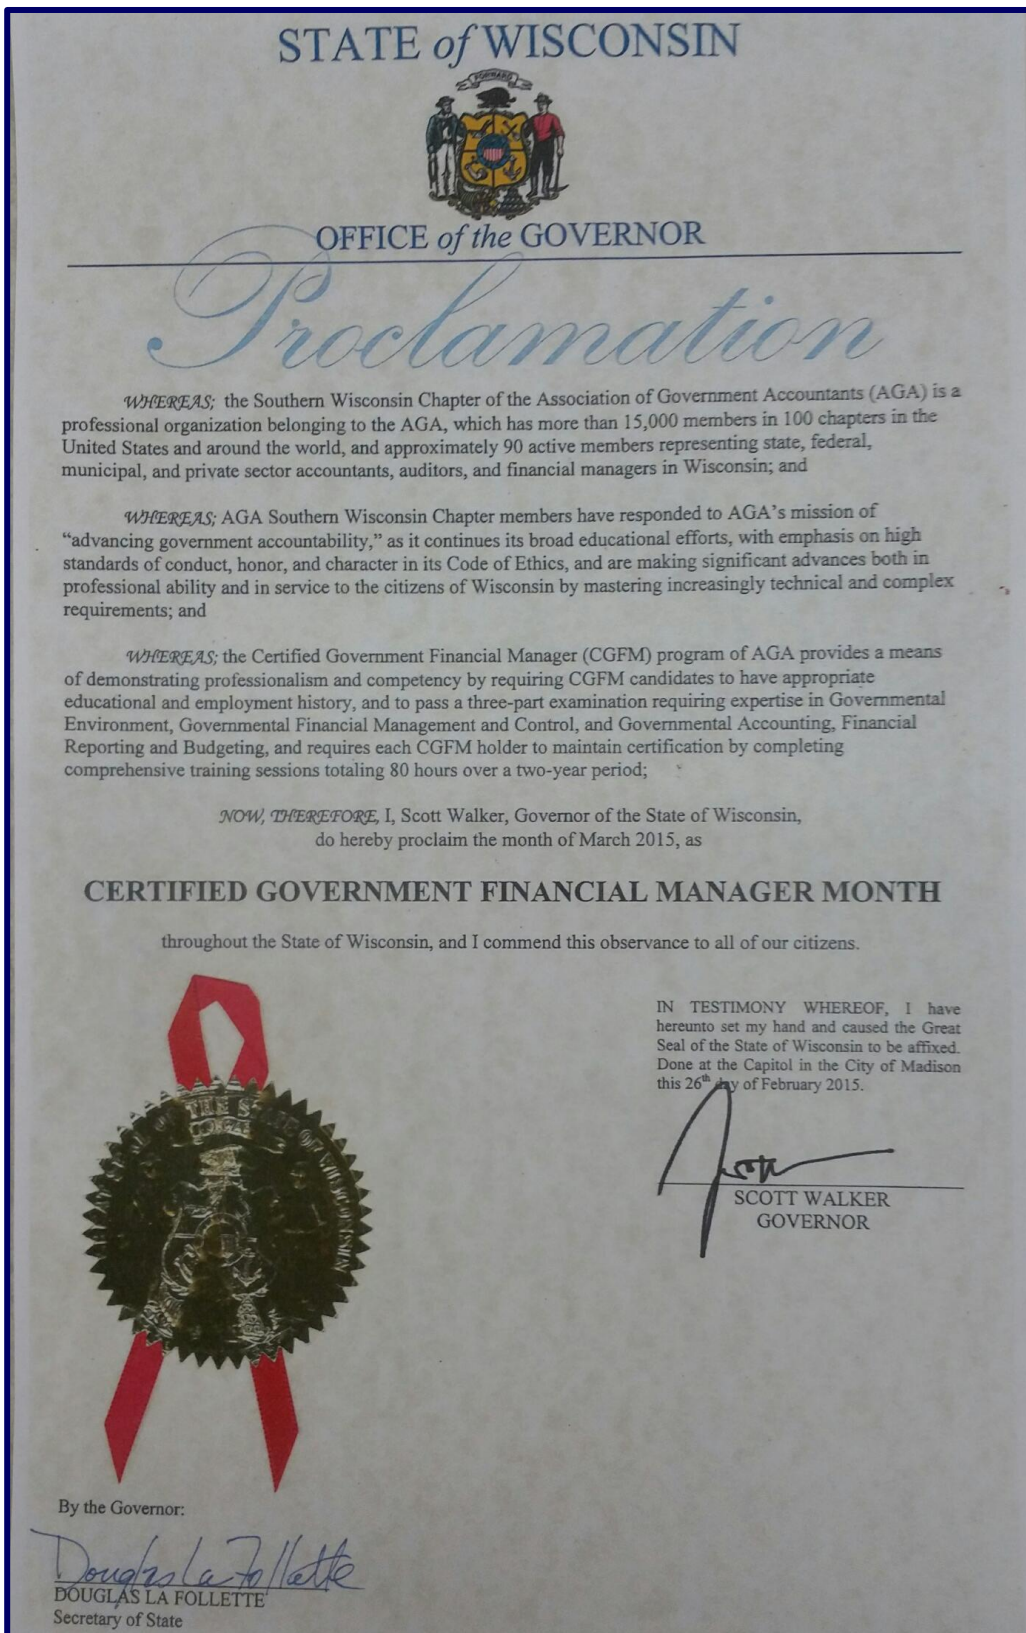 STATE of WISCONSIN
FORWARD
OFFICE of the GOVERNOR
Proclamation
WHEREAS; the Southern Wisconsin Chapter of the Association of Government Accountants (AGA) is a
professional organization belonging to the AGA, which has more than 15,000 members in 100 chapters in the
United States and around the world, and approximately 90 active members representing state, federal,
municipal, and private sector accountants, auditors, and financial managers in Wisconsin; and
WHEREAS; AGA Southern Wisconsin Chapter members have responded to AGA's mission of
“advancing government accountability,” as it continues its broad educational efforts, with emphasis on high
standards of conduct, honor, and character in its Code of Ethics, and are making significant advances both in
professional ability and in service to the citizens of Wisconsin by mastering increasingly technical and complex
requirements; and
WHEREAS; the Certified Government Financial Manager (CGFM) program of AGA provides a means
of demonstrating professionalism and competency by requiring CGFM candidates to have appropriate
educational and employment history, and to pass a three-part examination requiring expertise in Governmental
Environment, Governmental Financial Management and Control, and Governmental Accounting, Financial
Reporting and Budgeting, and requires each CGFM holder to maintain certification by completing
comprehensive training sessions totaling 80 hours over a two-year period;
NOW, THEREFORE, I, Scott Walker, Governor of the State of Wisconsin,
do hereby proclaim the month of March 2015, as
CERTIFIED GOVERNMENT FINANCIAL MANAGER MONTH
throughout the State of Wisconsin, and I commend this observance to all of our citizens.
IN TESTIMONY WHEREOF, I have
hereunto set my hand and caused the Great
Seal of the State of Wisconsin to be affixed.
Done at the Capitol in the City of Madison
this 26th day of February 2015.
SCOTT WALKER
GOVERNOR
GREAT SEAL OF THE STATE OF WISCONSIN
By the Governor:
Douglas La Follette
DOUGLAS LA FOLLETTE
Secretary of State